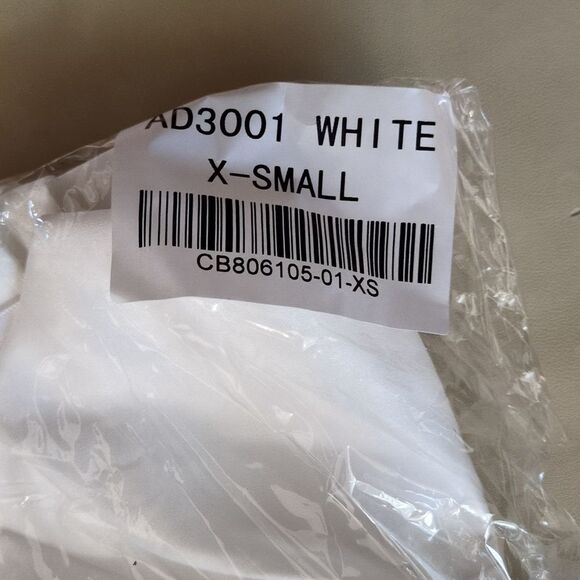 AD3001 WHITE
X-SMALL
CB806105-01-XS